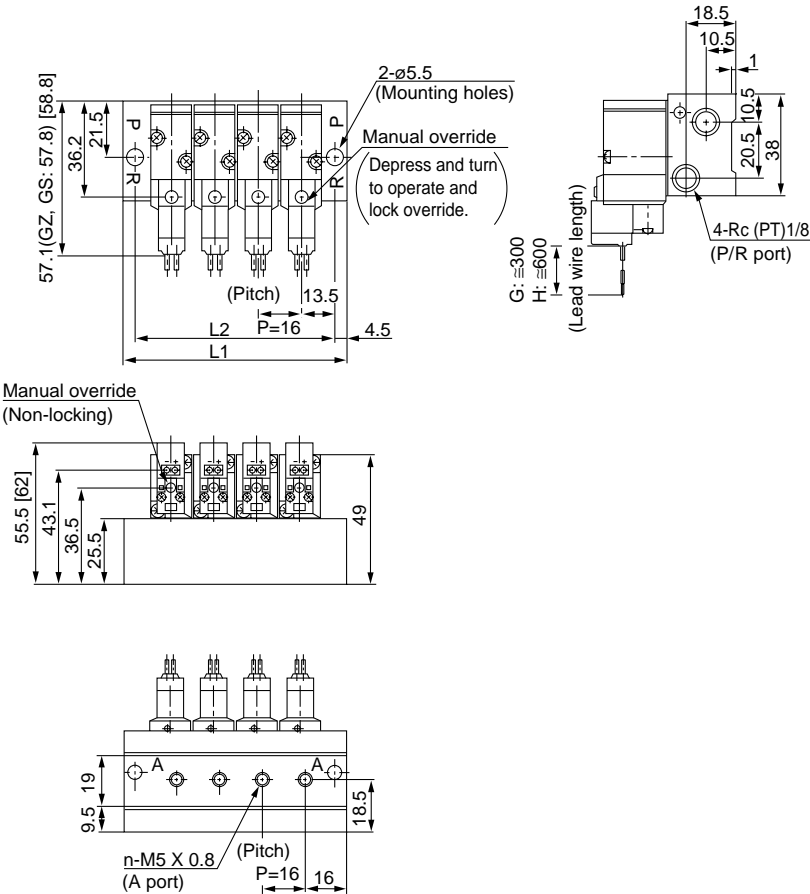 57.1(GZ, GS: 57.8) [58.8]
36.2
21.5
P
R
P
R
2-ø5.5
(Mounting holes)
Manual override
(Depress and turn
to operate and
lock override.)
(Pitch)
13.5
P=16
L2
4.5
L1
18.5
10.5
1
10.5
20.5
38
4-Rc (PT)1/8
(P/R port)
G: ≅300
H: ≅600
(Lead wire length)
Manual override
(Non-locking)
- +
- +
- +
- +
55.5 [62]
43.1
36.5
25.5
49
A
A
19
9.5
18.5
n-M5 X 0.8
(A port)
(Pitch)
P=16
16